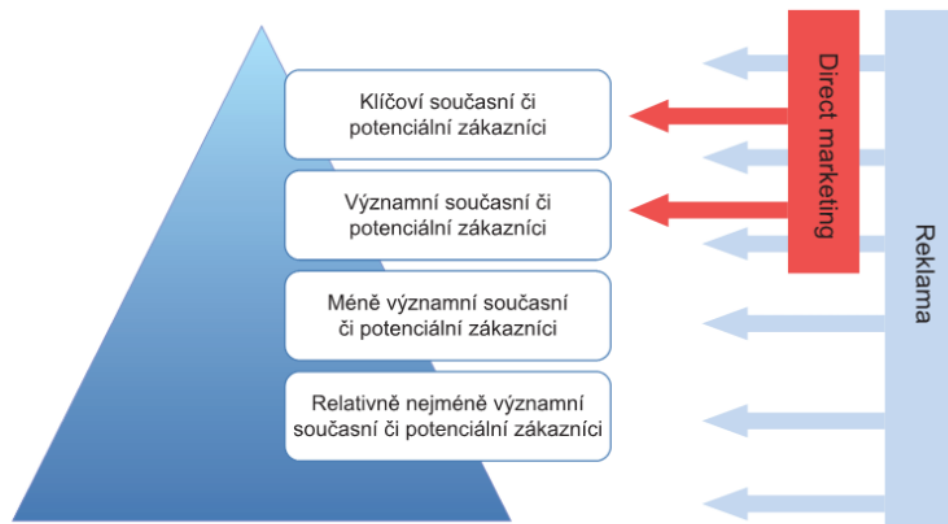 Klíčoví současní či
potenciální zákazníci
Významní současní či
potenciální zákazníci
Méně významní současní
či potenciální zákazníci
Relativně nejméně významní
současní či potenciální zákazníci
Direct marketing
Reklama